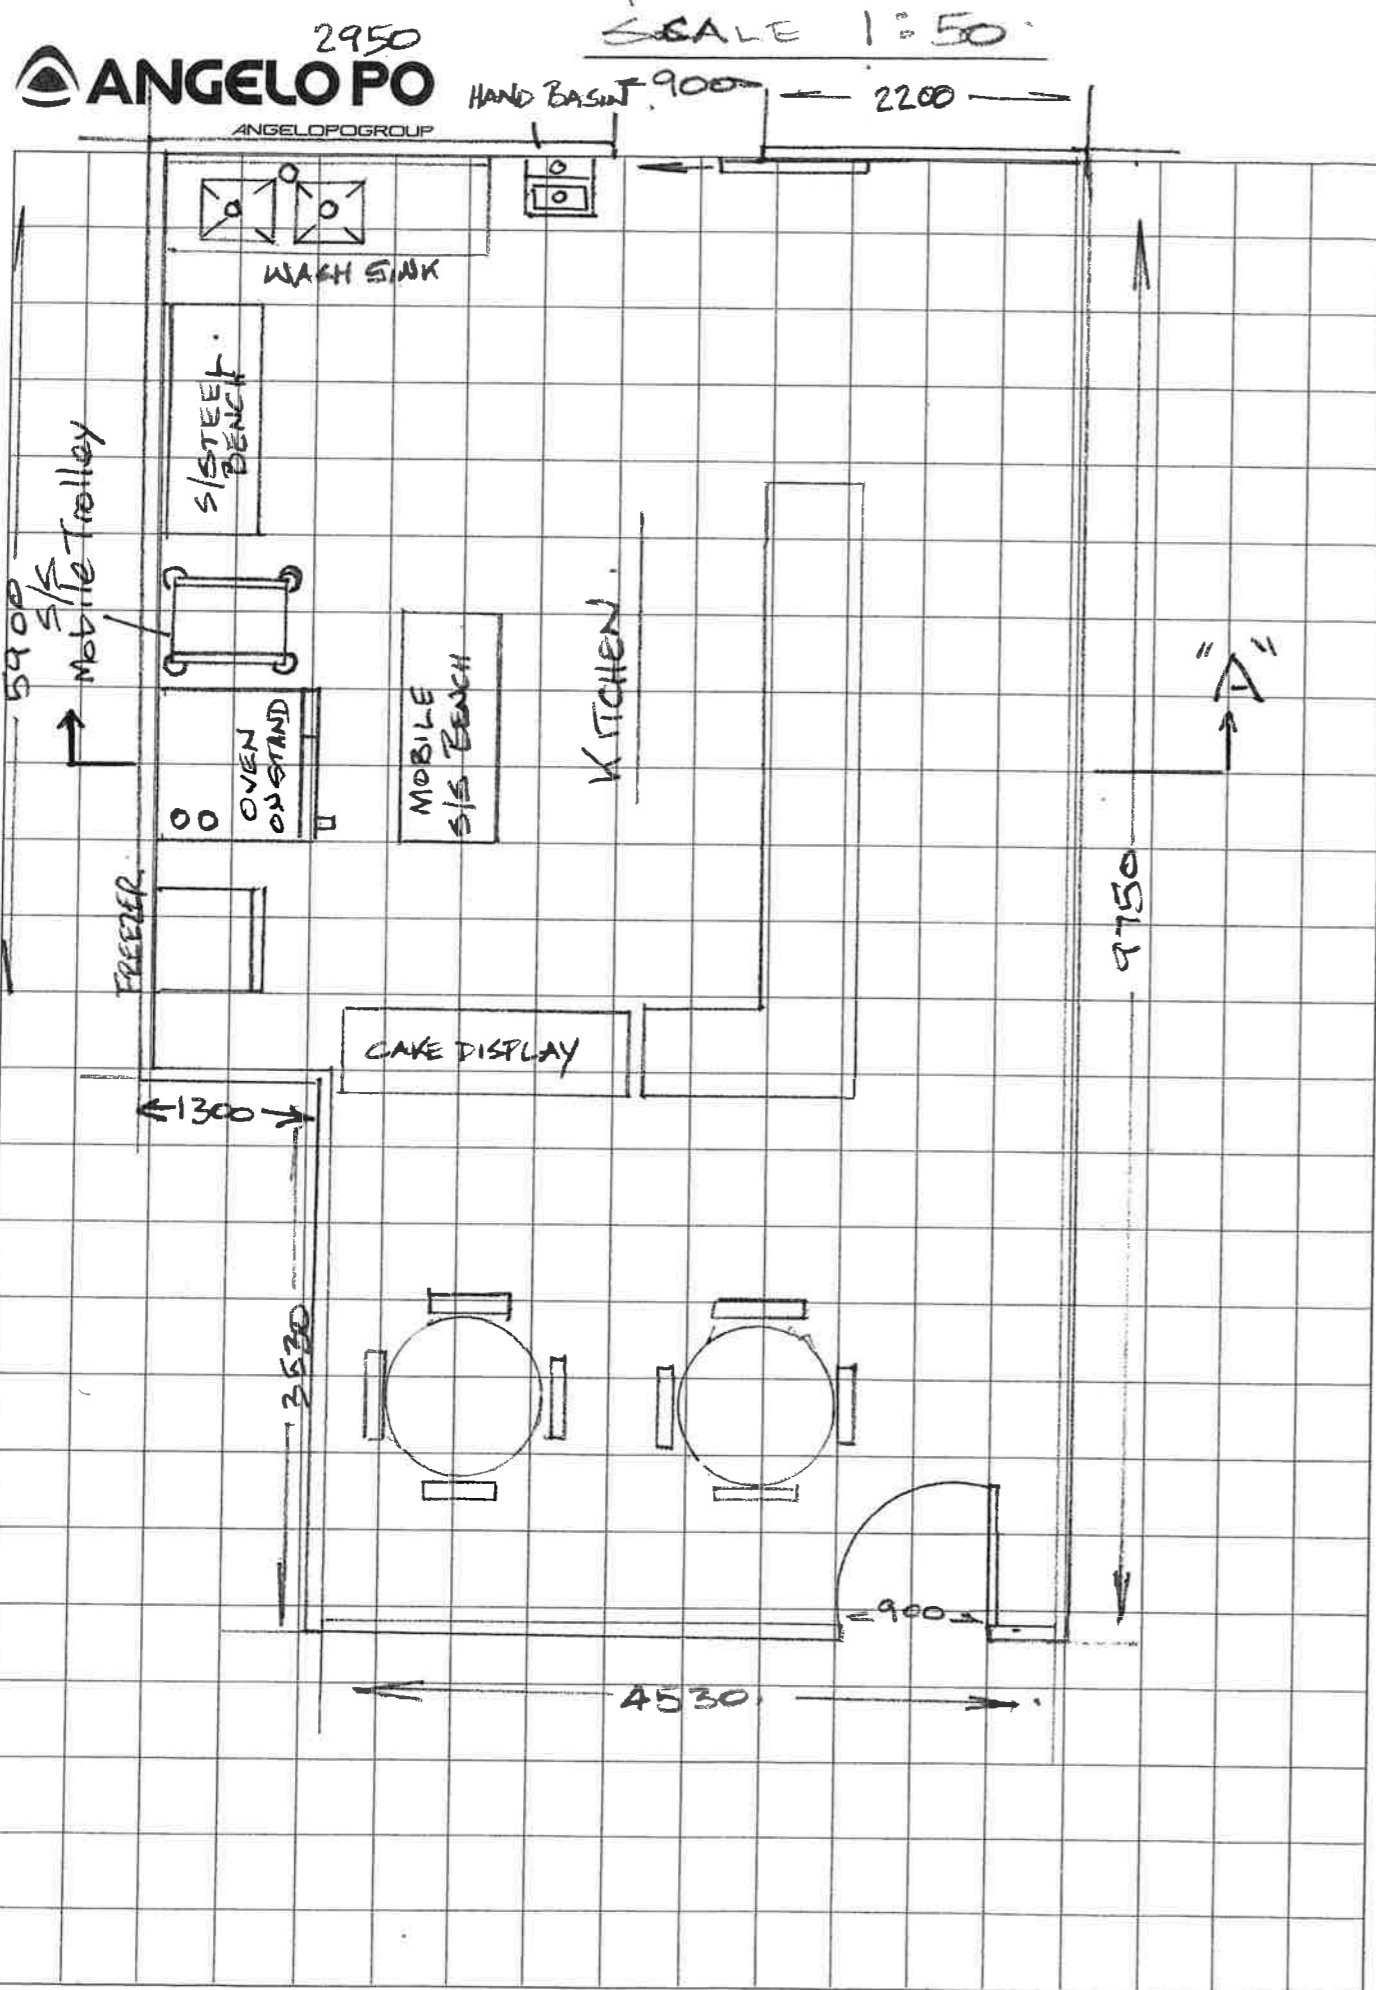 2950
SCALE 1:50
ANGELO PO
ANGELOPOGROUP
HAND BASIN
900
2200
WASH SINK
S/STEEL
BENCH
5900
S/S
Mobile Trolley
OVEN
ON STAND
MOBILE
S/S BENCH
KITCHEN
"A"
FREEZER
9750
CAKE DISPLAY
1300
3530
900
4530